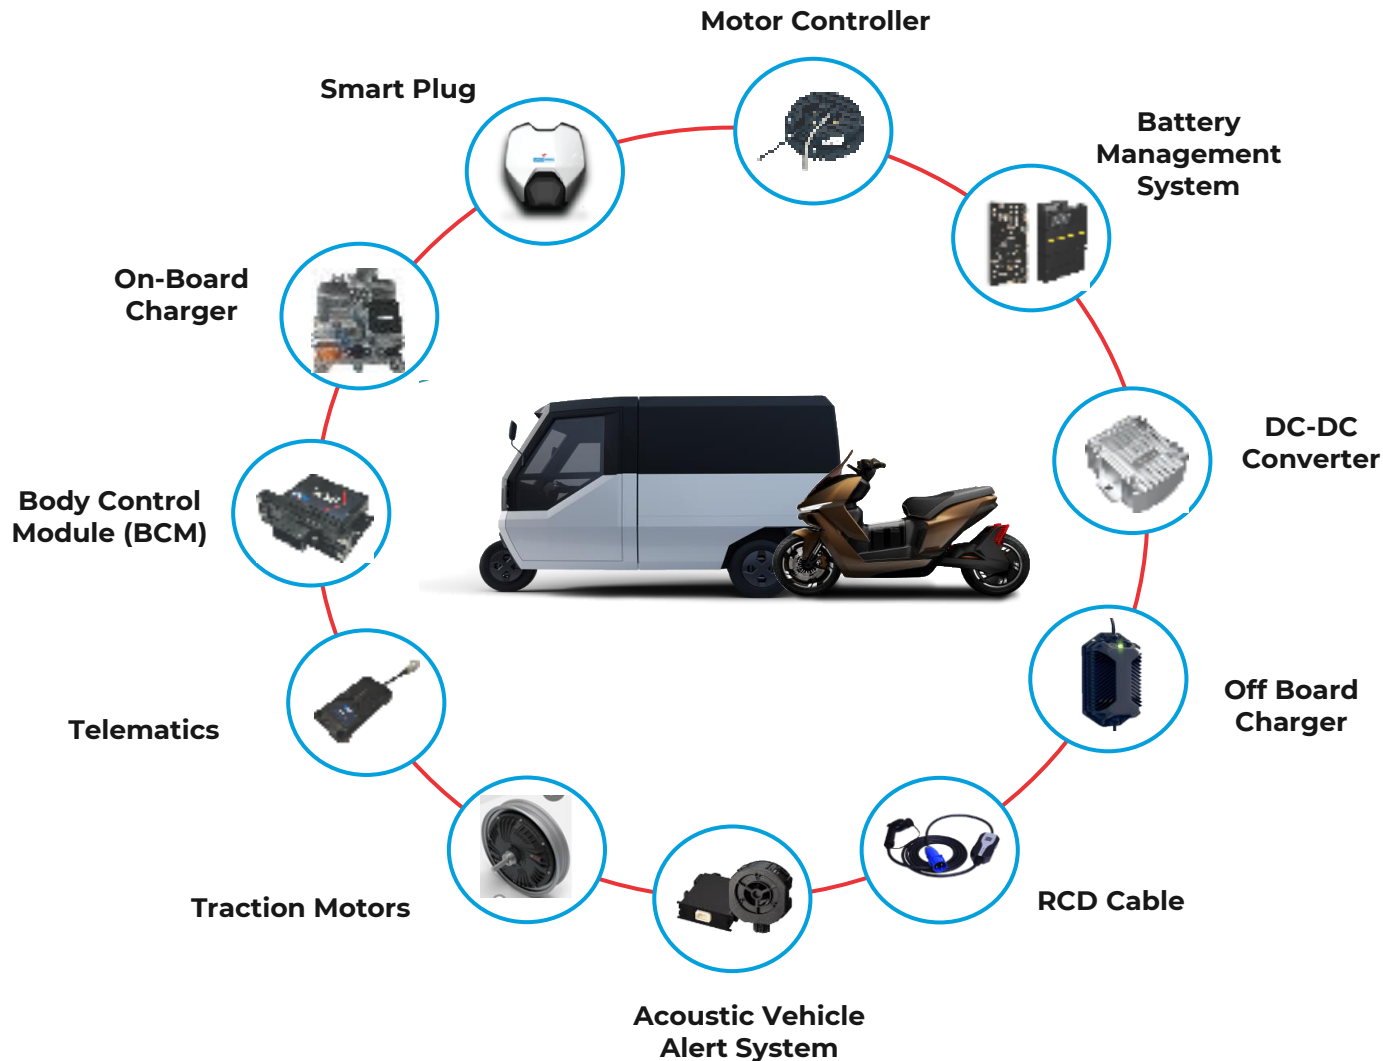 Motor Controller
Smart Plug
Battery
Management
System
On-Board
Charger
DC-DC
Converter
Body Control
Module (BCM)
Off Board
Charger
Telematics
Traction Motors
RCD Cable
Acoustic Vehicle
Alert System